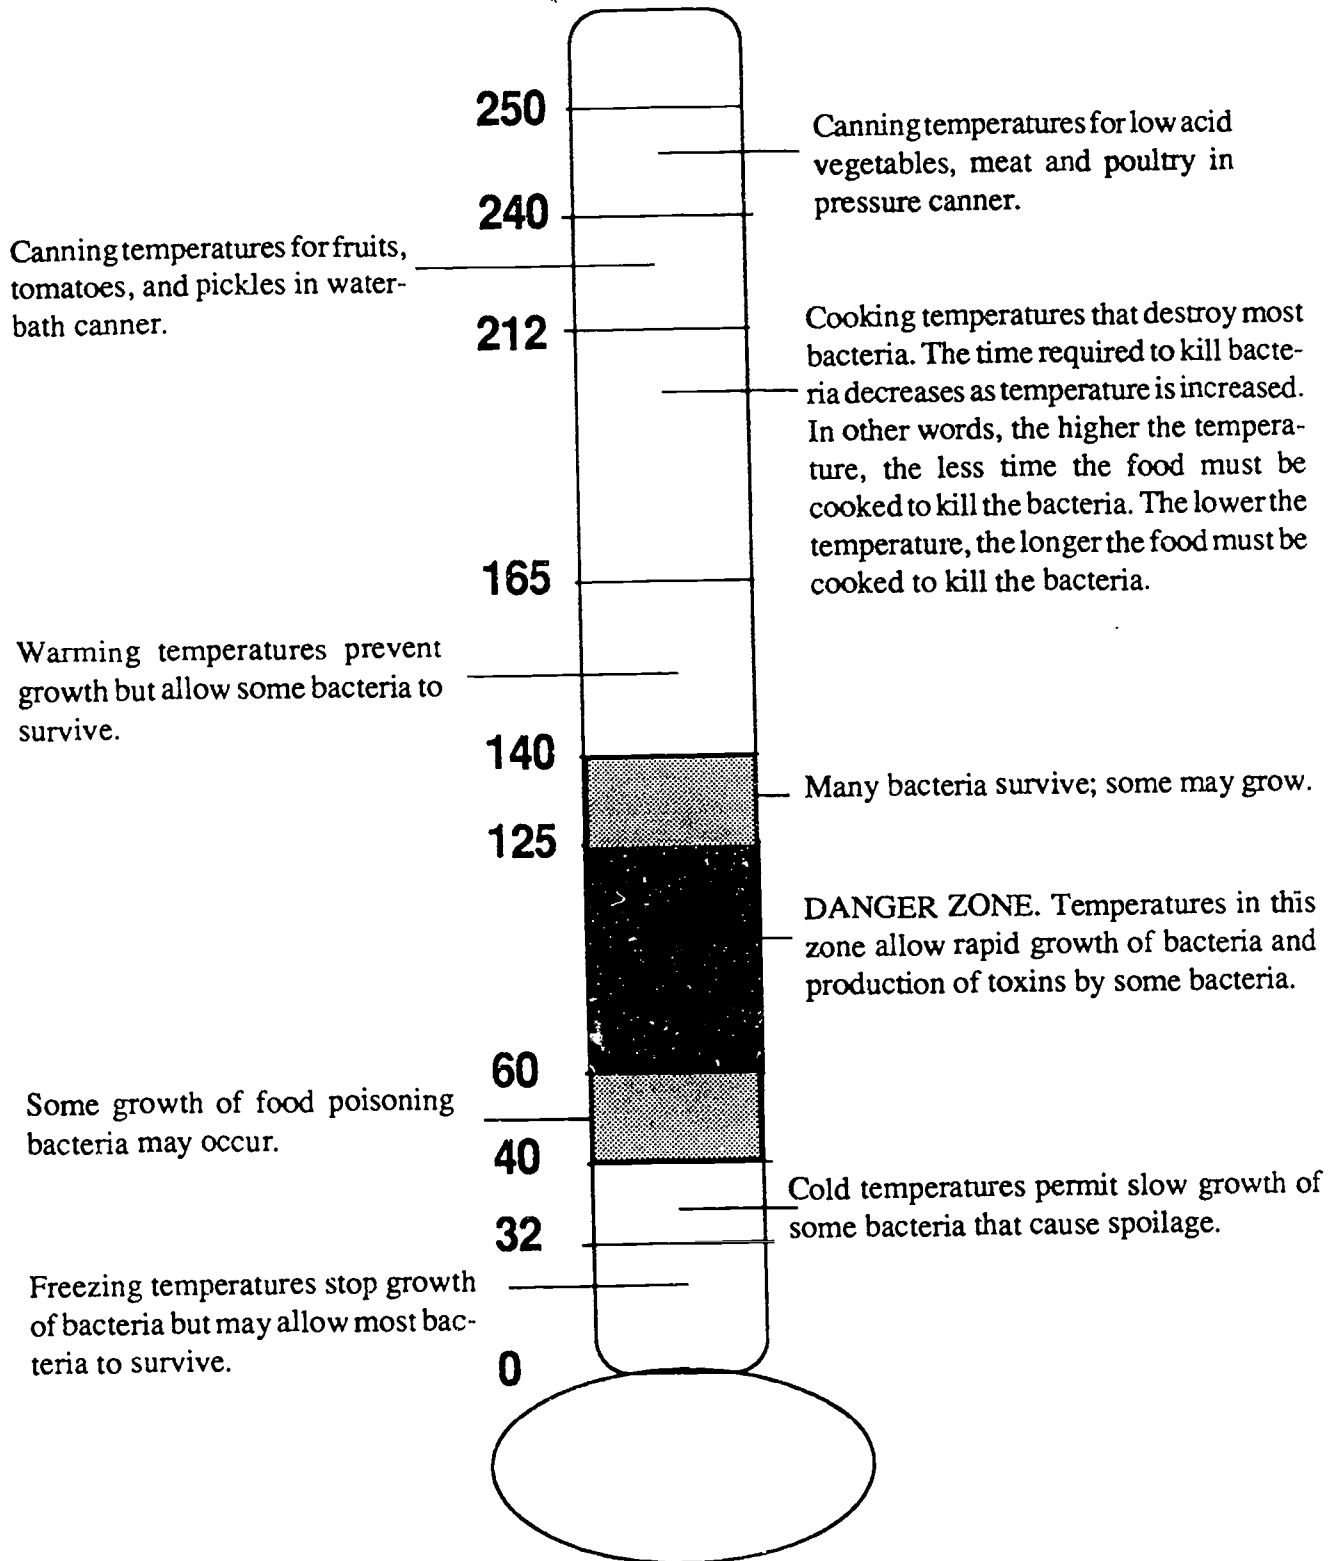 250
Canning temperatures for low acid
vegetables, meat and poultry in
pressure canner.
240
Canning temperatures for fruits,
tomatoes, and pickles in water-
bath canner.
212
Cooking temperatures that destroy most
bacteria. The time required to kill bacte-
ria decreases as temperature is increased.
In other words, the higher the tempera-
ture, the less time the food must be
cooked to kill the bacteria. The lower the
temperature, the longer the food must be
cooked to kill the bacteria.
165
Warming temperatures prevent
growth but allow some bacteria to
survive.
140
Many bacteria survive; some may grow.
125
DANGER ZONE. Temperatures in this
zone allow rapid growth of bacteria and
production of toxins by some bacteria.
60
Some growth of food poisoning
bacteria may occur.
40
Cold temperatures permit slow growth of
some bacteria that cause spoilage.
32
Freezing temperatures stop growth
of bacteria but may allow most bac-
teria to survive.
0